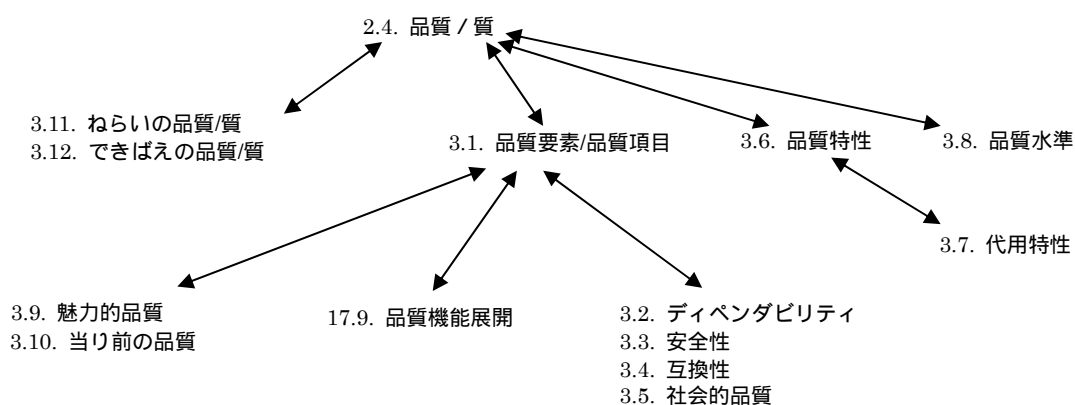 2.4. 品質 / 質
3.11. ねらいの品質/質
3.12. できばえの品質/質
3.1. 品質要素/品質項目
3.6. 品質特性
3.8. 品質水準
3.7. 代用特性
3.9. 魅力的品質
3.10. 当り前の品質
17.9. 品質機能展開
3.2. ディペンダビリティ
3.3. 安全性
3.4. 互換性
3.5. 社会的品質